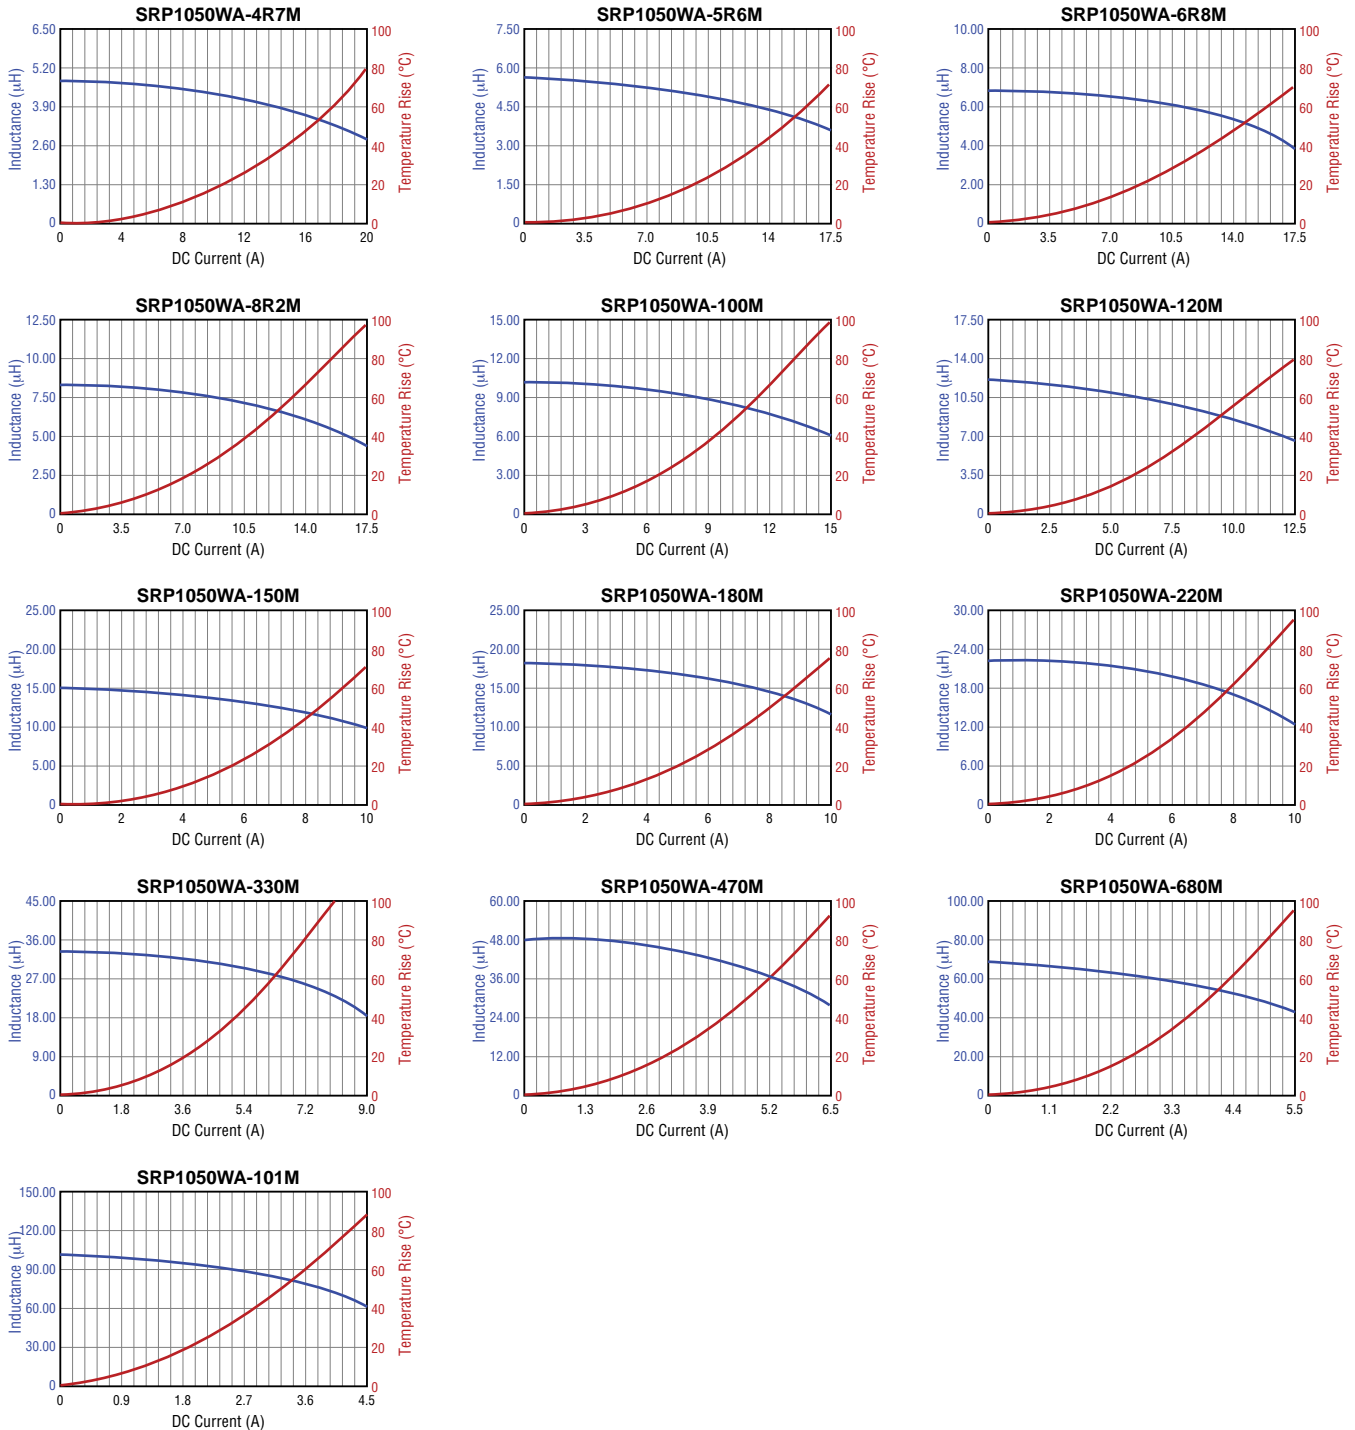 SRP1050WA-4R7M
6.50
5.20
3.90
2.60
1.30
0
Inductance (µH)
100
80
60
40
20
0
Temperature Rise (°C)
0 4 8 12 16 20
DC Current (A)
SRP1050WA-5R6M
7.50
6.00
4.50
3.00
1.50
0
Inductance (µH)
100
80
60
40
20
0
Temperature Rise (°C)
0 3.5 7.0 10.5 14 17.5
DC Current (A)
SRP1050WA-6R8M
10.00
8.00
6.00
4.00
2.00
0
Inductance (µH)
100
80
60
40
20
0
Temperature Rise (°C)
0 3.5 7.0 10.5 14.0 17.5
DC Current (A)
SRP1050WA-8R2M
12.50
10.00
7.50
5.00
2.50
0
Inductance (µH)
100
80
60
40
20
0
Temperature Rise (°C)
0 3.5 7.0 10.5 14.0 17.5
DC Current (A)
SRP1050WA-100M
15.00
12.00
9.00
6.00
3.00
0
Inductance (µH)
100
80
60
40
20
0
Temperature Rise (°C)
0 3 6 9 12 15
DC Current (A)
SRP1050WA-120M
17.50
14.00
10.50
7.00
3.50
0
Inductance (µH)
100
80
60
40
20
0
Temperature Rise (°C)
0 2.5 5.0 7.5 10.0 12.5
DC Current (A)
SRP1050WA-150M
25.00
20.00
15.00
10.00
5.00
0
Inductance (µH)
100
80
60
40
20
0
Temperature Rise (°C)
0 2 4 6 8 10
DC Current (A)
SRP1050WA-180M
25.00
20.00
15.00
10.00
5.00
0
Inductance (µH)
100
80
60
40
20
0
Temperature Rise (°C)
0 2 4 6 8 10
DC Current (A)
SRP1050WA-220M
30.00
24.00
18.00
12.00
6.00
0
Inductance (µH)
100
80
60
40
20
0
Temperature Rise (°C)
0 2 4 6 8 10
DC Current (A)
SRP1050WA-330M
45.00
36.00
27.00
18.00
9.00
0
Inductance (µH)
100
80
60
40
20
0
Temperature Rise (°C)
0 1.8 3.6 5.4 7.2 9.0
DC Current (A)
SRP1050WA-470M
60.00
48.00
36.00
24.00
12.00
0
Inductance (µH)
100
80
60
40
20
0
Temperature Rise (°C)
0 1.3 2.6 3.9 5.2 6.5
DC Current (A)
SRP1050WA-680M
100.00
80.00
60.00
40.00
20.00
0
Inductance (µH)
100
80
60
40
20
0
Temperature Rise (°C)
0 1.1 2.2 3.3 4.4 5.5
DC Current (A)
SRP1050WA-101M
150.00
120.00
90.00
60.00
30.00
0
Inductance (µH)
100
80
60
40
20
0
Temperature Rise (°C)
0 0.9 1.8 2.7 3.6 4.5
DC Current (A)